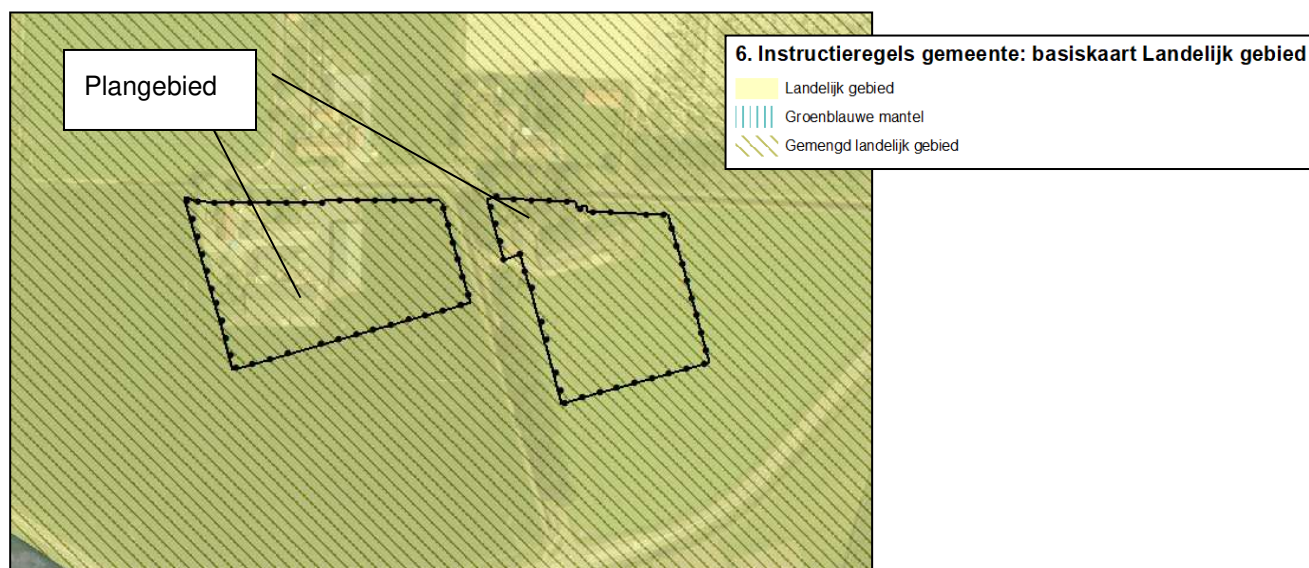 Plangebied
6. Instructieregels gemeente: basiskaart Landelijk gebied
Landelijk gebied
Groenblauwe mantel
Gemengd landelijk gebied